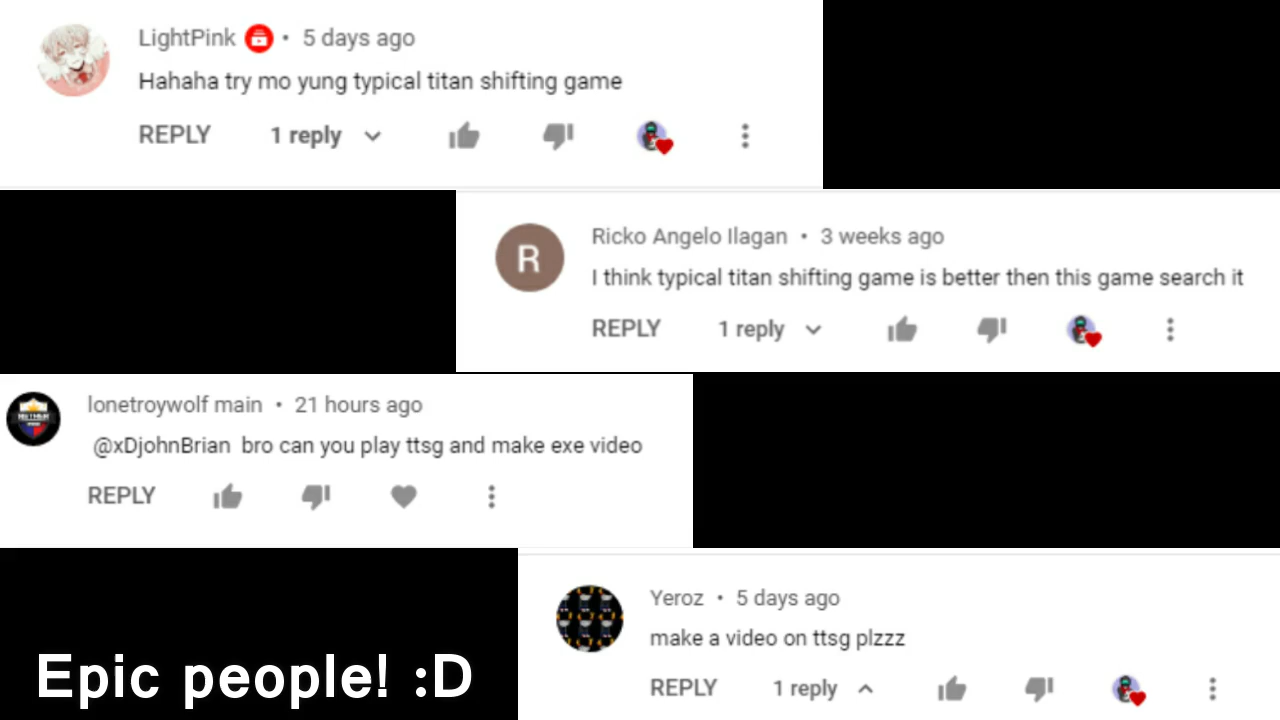 LightPink • 5 days ago
Hahaha try mo yung typical titan shifting game
REPLY 1 reply
Ricko Angelo Ilagan • 3 weeks ago
I think typical titan shifting game is better then this game search it
REPLY 1 reply
lonetroywolf main • 21 hours ago
@xDjohnBrian bro can you play ttsg and make exe video
REPLY
Yeroz • 5 days ago
make a video on ttsg plzzz
REPLY 1 reply
Epic people! :D